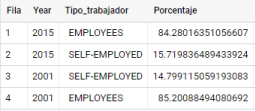 Fila Year Tipo_trabajador Porcentaje
1 2015 EMPLOYEES 84.28016351056607
2 2015 SELF-EMPLOYED 15.719836489433924
3 2001 SELF-EMPLOYED 14.799115059193083
4 2001 EMPLOYEES 85.20088494080692